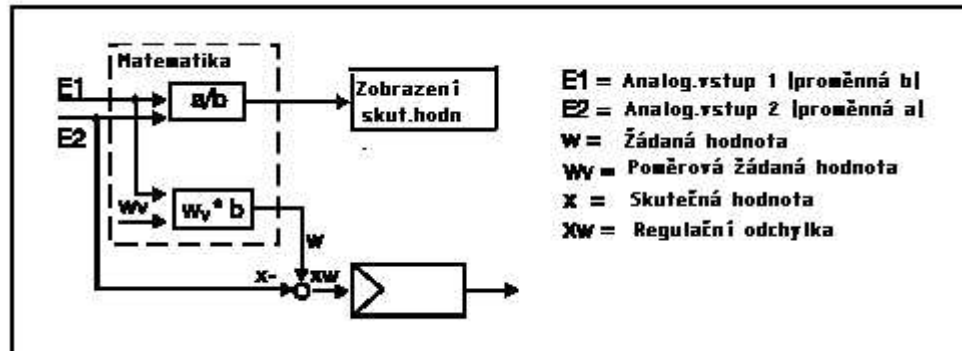 Matematika
E1
a/b
E2
Zobrazení
skut.hodn
wv
wv * b
w
x-
xw
E1 = Analog.vstup 1 |proměnná b|
E2 = Analog.vstup 2 |proměnná a|
w = Žádaná hodnota
wv = Poměrová žádaná hodnota
x = Skutečná hodnota
xw = Regulační odchylka